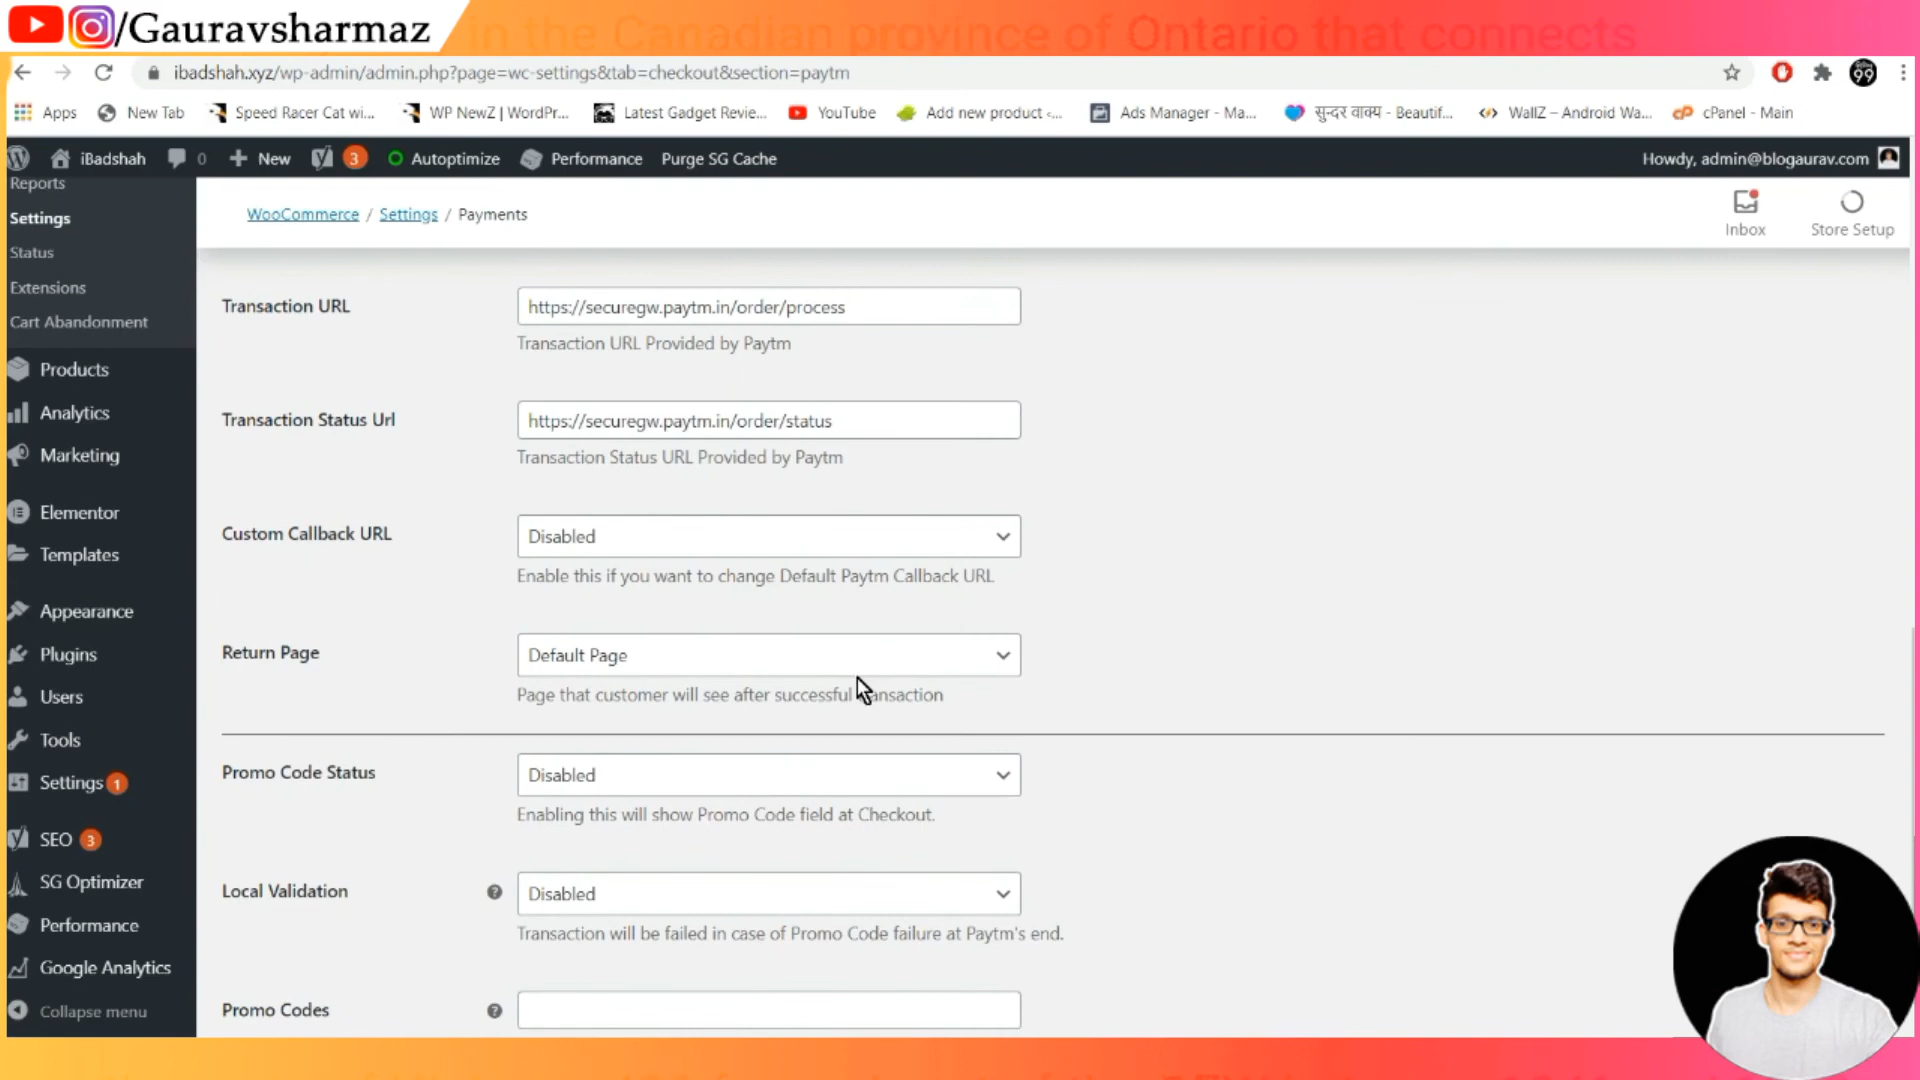 /Gauravsharmaz
in the Canadian province of Ontario that connects
ibadshah.xyz/wp-admin/admin.php?page=wc-settings&tab=checkout&section=paytm
Apps New Tab Speed Racer Cat wi... WP NewZ | WordPr... Latest Gadget Revie... YouTube Add new product <... Ads Manager - Ma... सुन्दर वाक्य - Beautif... WallZ – Android Wa... cPanel - Main
iBadshah 0 New 3 Autoptimize Performance Purge SG Cache Howdy, admin@blogaurav.com
Reports
Settings
Status
Extensions
Cart Abandonment
Products
Analytics
Marketing
Elementor
Templates
Appearance
Plugins
Users
Tools
Settings 1
SEO 3
SG Optimizer
Performance
Google Analytics
Collapse menu
WooCommerce / Settings / Payments
Inbox
Store Setup
Transaction URL
https://securegw.paytm.in/order/process
Transaction URL Provided by Paytm
Transaction Status Url
https://securegw.paytm.in/order/status
Transaction Status URL Provided by Paytm
Custom Callback URL
Disabled
Enable this if you want to change Default Paytm Callback URL
Return Page
Default Page
Page that customer will see after successful transaction
Promo Code Status
Disabled
Enabling this will show Promo Code field at Checkout.
Local Validation
Disabled
Transaction will be failed in case of Promo Code failure at Paytm's end.
Promo Codes